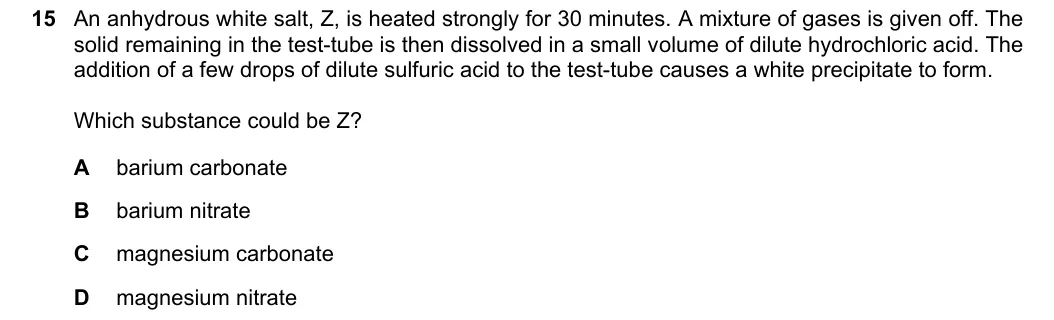 15 An anhydrous white salt, Z, is heated strongly for 30 minutes. A mixture of gases is given off. The
solid remaining in the test-tube is then dissolved in a small volume of dilute hydrochloric acid. The
addition of a few drops of dilute sulfuric acid to the test-tube causes a white precipitate to form.
Which substance could be Z?
A barium carbonate
B barium nitrate
C magnesium carbonate
D magnesium nitrate